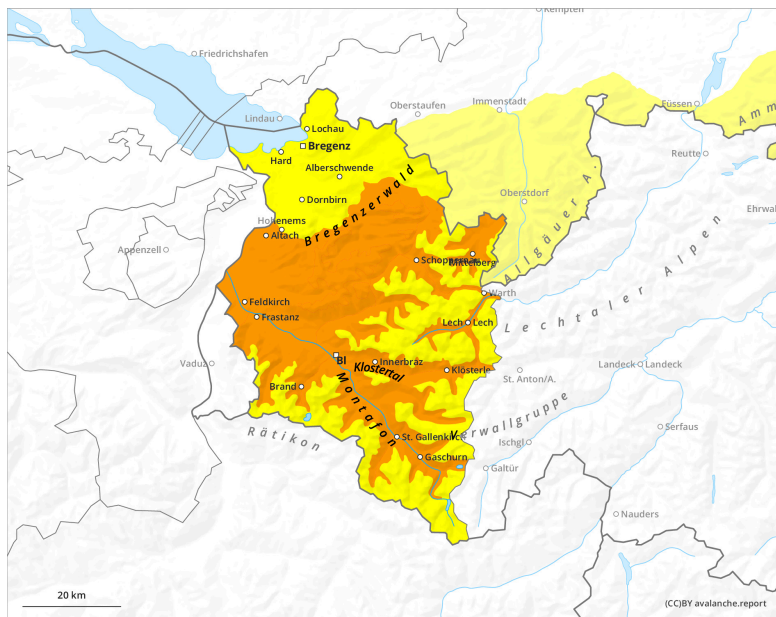 Kempten
Friedrichshafen
Immenstadt
Oberstaufen
Füssen
Lindau
Lochau
Bregenz
Hard
Reutte
Alberschwende
Dornbirn
Oberstdorf
Bregenzerwald
Hohenems
Altach
Ehrwa
Amm
Allgäuer A.
Appenzell
Schoppernau
Mittelberg
Warth
Lechtaler Alpen
Feldkirch
Frastanz
Lech
Lech
Bl
Innerbraz
Klostertal
Vaduz
Klösterle
St. Anton/A.
Landeck
Landeck
Brand
Montafon
Verwallgruppe
Serfaus
Rätikon
St. Gallenkirch
Ischgl
Gaschurn
Galtür
Nauders
20 km
(CC)BY avalanche.report